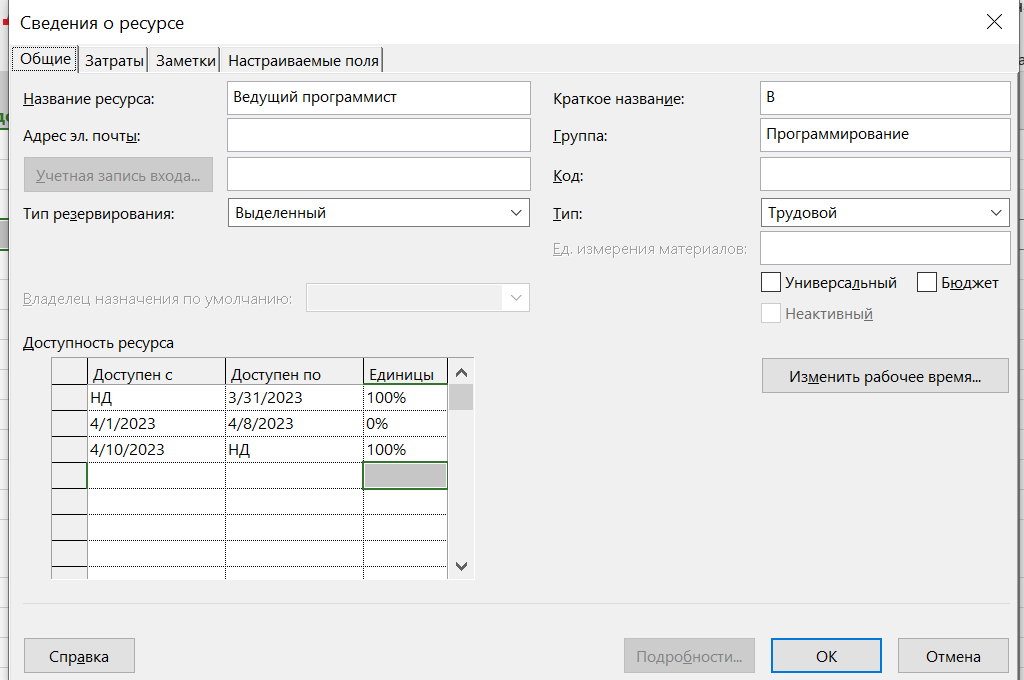 Сведения о ресурсе
Общие Затраты Заметки Настраиваемые поля
Название ресурса: Ведущий программист Краткое название: В
Адрес эл. почты: Группа: Программирование
Учетная запись входа... Код:
Тип резервирования: Выделенный Тип: Трудовой
Ед. измерения материалов:
Универсальный Бюджет
Владелец назначения по умолчанию:
Неактивный
Доступность ресурса
Доступен с Доступен по Единицы
Изменить рабочее время...
НД 3/31/2023 100%
4/1/2023 4/8/2023 0%
4/10/2023 НД 100%
Справка Подробности... ОК Отмена